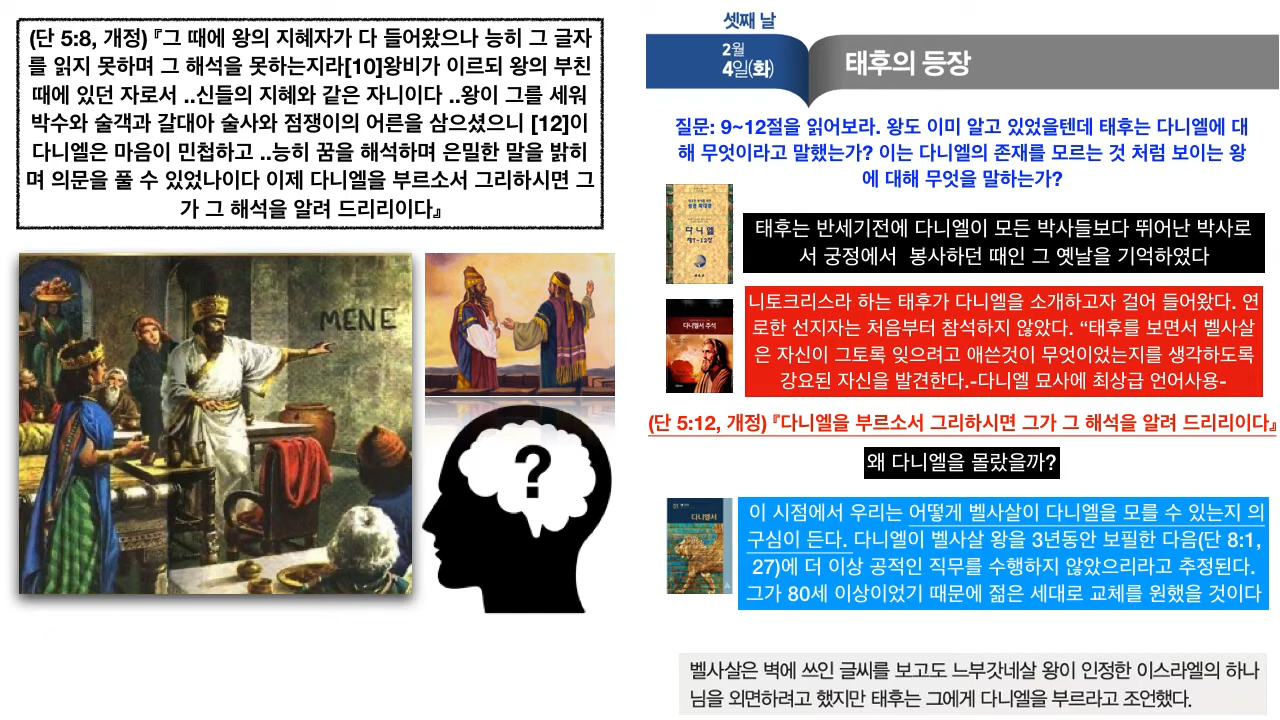 (단 5:8, 개정) 『그 때에 왕의 지혜자가 다 들어왔으나 능히 그 글자
를 읽지 못하며 그 해석을 못하는지라[10]왕비가 이르되 왕의 부친
때에 있던 자로서 ..신들의 지혜와 같은 자니이다 ..왕이 그를 세워
박수와 술객과 갈대아 술사와 점쟁이의 어른을 삼으셨으니 [12]이
다니엘은 마음이 민첩하고 ..능히 꿈을 해석하며 은밀한 말을 밝히
며 의문을 풀 수 있었나이다 이제 다니엘을 부르소서 그리하시면 그
가 그 해석을 알려 드리리이다』
MENE
?
셋째 날
2월
4일(화)
태후의 등장
질문: 9~12절을 읽어보라. 왕도 이미 알고 있었을텐데 태후는 다니엘에 대
해 무엇이라고 말했는가? 이는 다니엘의 존재를 모르는 것 처럼 보이는 왕
에 대해 무엇을 말하는가?
다니엘
태후는 반세기전에 다니엘이 모든 박사들보다 뛰어난 박사로
서 궁정에서 봉사하던 때인 그 옛날을 기억하였다
다니엘서 주석
니토크리스라 하는 태후가 다니엘을 소개하고자 걸어 들어왔다. 연
로한 선지자는 처음부터 참석하지 않았다. “태후를 보면서 벨사살
은 자신이 그토록 잊으려고 애쓴것이 무엇이었는지를 생각하도록
강요된 자신을 발견한다.-다니엘 묘사에 최상급 언어사용-
(단 5:12, 개정) 『다니엘을 부르소서 그리하시면 그가 그 해석을 알려 드리리이다』
왜 다니엘을 몰랐을까?
다니엘서
이 시점에서 우리는 어떻게 벨사살이 다니엘을 모를 수 있는지 의
구심이 든다. 다니엘이 벨사살 왕을 3년동안 보필한 다음(단 8:1,
27)에 더 이상 공적인 직무를 수행하지 않았으리라고 추정된다.
그가 80세 이상이었기 때문에 젊은 세대로 교체를 원했을 것이다
벨사살은 벽에 쓰인 글씨를 보고도 느부갓네살 왕이 인정한 이스라엘의 하나
님을 외면하려고 했지만 태후는 그에게 다니엘을 부르라고 조언했다.